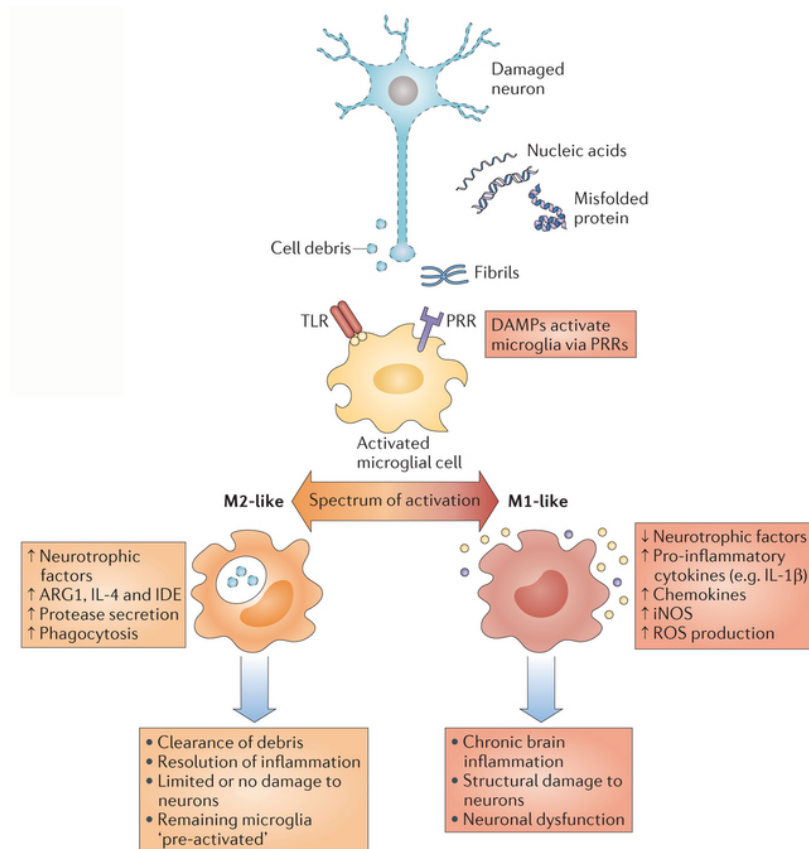 Damaged
neuron
Nucleic acids
Misfolded
protein
Cell debris
Fibrils
TLR
PRR
DAMPs activate
microglia via PRRs
Activated
microglial cell
M2-like
Spectrum of activation
M1-like
↑ Neurotrophic
factors
↑ ARG1, IL-4 and IDE
↑ Protease secretion
↑ Phagocytosis
↓ Neurotrophic factors
↑ Pro-inflammatory
cytokines (e.g. IL-1β)
↑ Chemokines
↑ iNOS
↑ ROS production
• Clearance of debris
• Resolution of inflammation
• Limited or no damage to
neurons
• Remaining microglia
‘pre-activated’
• Chronic brain
inflammation
• Structural damage to
neurons
• Neuronal dysfunction